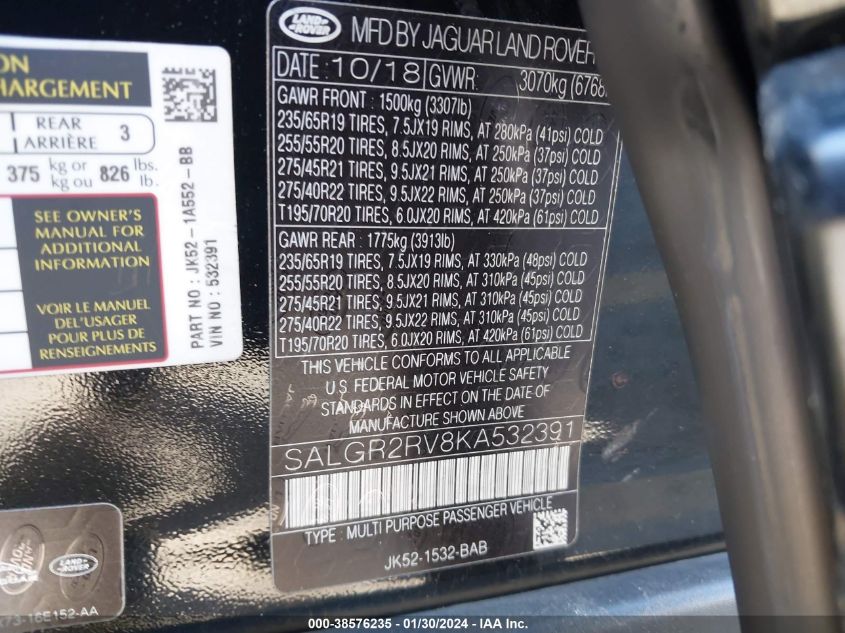 ON
CHARGEMENT
REAR
ARRIÈRE 3
375 kg or
kg ou 826 lbs.
lb.
SEE OWNER'S
MANUAL FOR
ADDITIONAL
INFORMATION
VOIR LE MANUEL
DEL'USAGER
POUR PLUS DE
RENSEIGNEMENTS
PART NO : JK52-1A552-BB
VIN NO : 532391
LAND ROVER
MFD BY JAGUAR LAND ROVER
DATE: 10/18 GVWR: 3070kg (6768
GAWR FRONT : 1500kg (3307lb)
235/65R19 TIRES, 7.5JX19 RIMS, AT 280kPa (41psi) COLD
255/55R20 TIRES, 8.5JX20 RIMS, AT 250kPa (37psi) COLD
275/45R21 TIRES, 9.5JX21 RIMS, AT 250kPa (37psi) COLD
275/40R22 TIRES, 9.5JX22 RIMS, AT 250kPa (37psi) COLD
T195/70R20 TIRES, 6.0JX20 RIMS, AT 420kPa (61psi) COLD
GAWR REAR : 1775kg (3913lb)
235/65R19 TIRES, 7.5JX19 RIMS, AT 330kPa (48psi) COLD
255/55R20 TIRES, 8.5JX20 RIMS, AT 310kPa (45psi) COLD
275/45R21 TIRES, 9.5JX21 RIMS, AT 310kPa (45psi) COLD
275/40R22 TIRES, 9.5JX22 RIMS, AT 310kPa (45psi) COLD
T195/70R20 TIRES, 6.0JX20 RIMS, AT 420kPa (61psi) COLD
THIS VEHICLE CONFORMS TO ALL APPLICABLE
U.S. FEDERAL MOTOR VEHICLE SAFETY
STANDARDS IN EFFECT ON THE DATE OF
MANUFACTURE SHOWN ABOVE
SALGR2RV8KA532391
TYPE : MULTI PURPOSE PASSENGER VEHICLE
JK52-1532-BAB
LAND ROVER
73-16E152-AA
000-38576235 - 01/30/2024 - IAAI.com